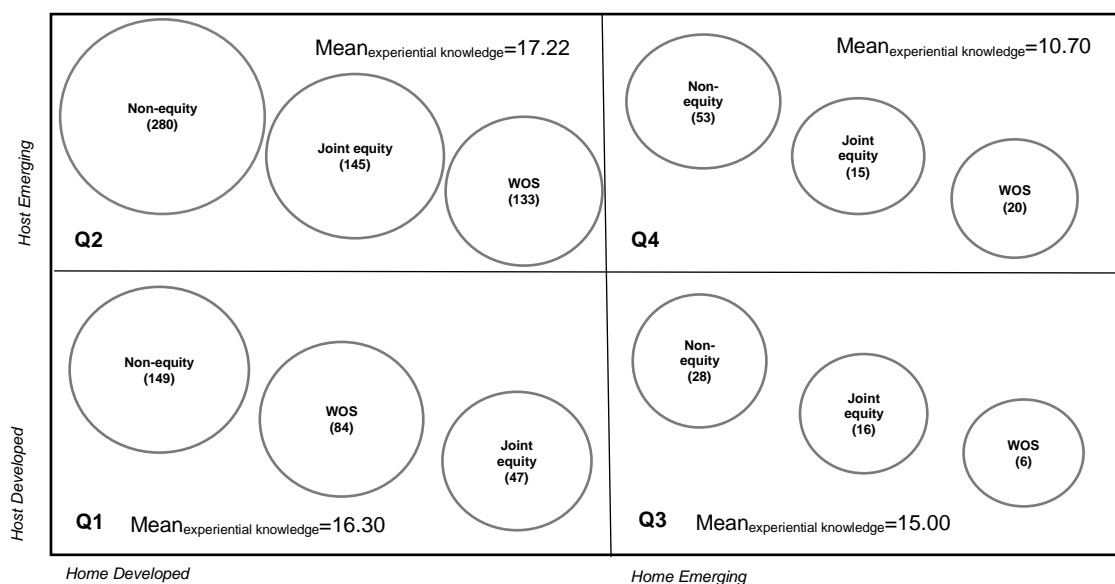 Mean experiential knowledge=17.22
Non-equity
(280)
Joint equity
(145)
WOS
(133)
Q2
Host Emerging
Mean experiential knowledge=10.70
Non-
equity
(53)
Joint
equity
(15)
WOS
(20)
Q4
Non-equity
(149)
WOS
(84)
Joint
equity
(47)
Q1
Mean experiential knowledge=16.30
Host Developed
Non-
equity
(28)
Joint
equity
(16)
WOS
(6)
Q3
Mean experiential knowledge=15.00
Home Developed
Home Emerging